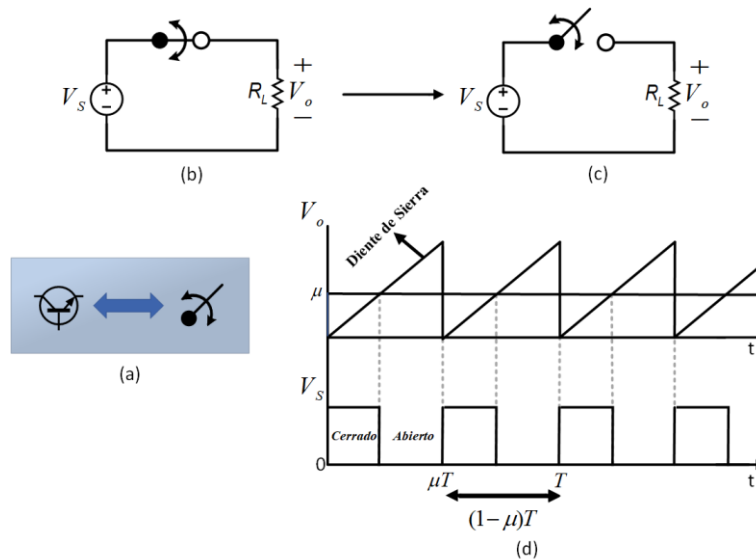 +
V_S
R_L
V_o
−
(b)
+
V_S
R_L
V_o
−
(c)
(a)
V_o
Diente de Sierra
μ
t
V_S
Cerrado
Abierto
0
μT
T
t
(1−μ)T
(d)